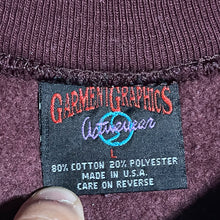 GARMENT GRAPHICS
Activewear
L
80% COTTON 20% POLYESTER
MADE IN U.S.A.
CARE ON REVERSE